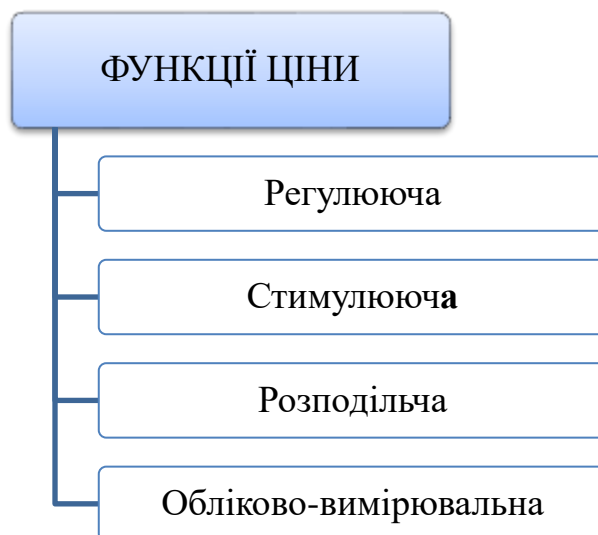 ФУНКЦІЇ ЦІНИ
Регулююча
Стимулююча
Розподільча
Обліково-вимірювальна